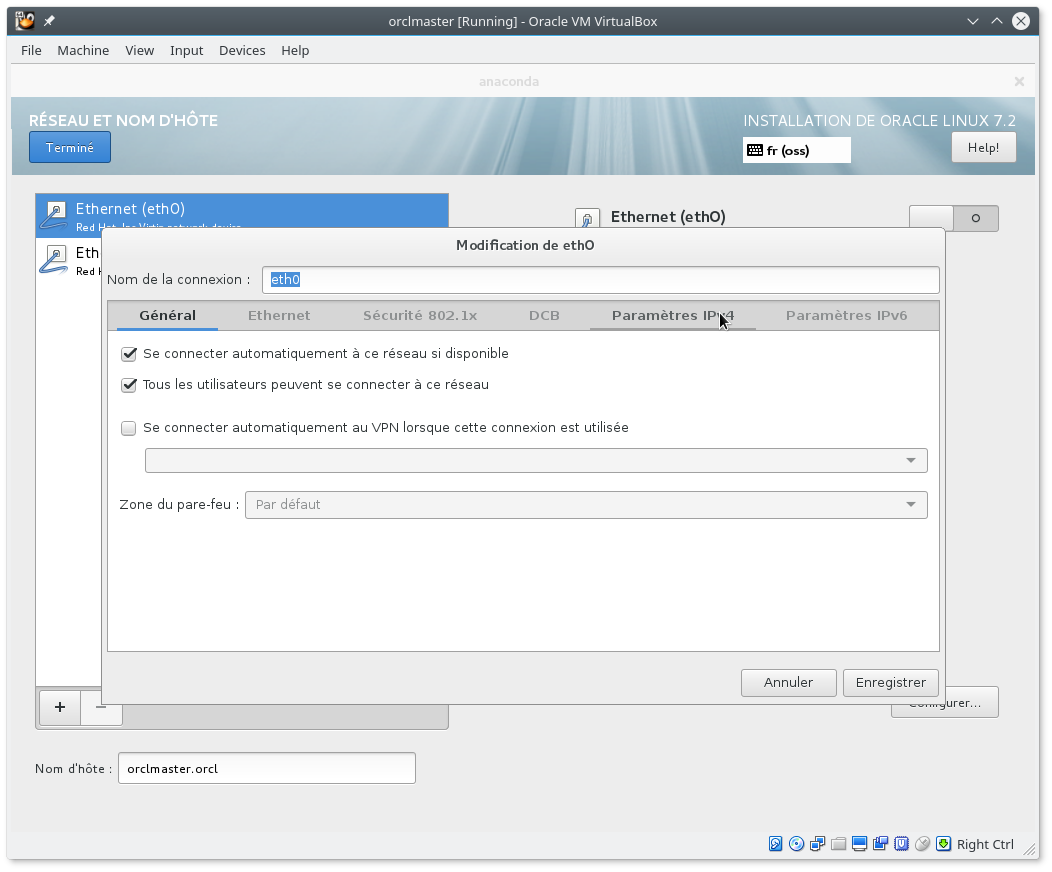 orclmaster [Running] - Oracle VM VirtualBox
File Machine View Input Devices Help
anaconda
RÉSEAU ET NOM D'HÔTE
INSTALLATION DE ORACLE LINUX 7.2
Terminé
fr (oss)
Help!
Ethernet (eth0)
Red Hat, Inc Virtio network device
Eth
Red H
Ethernet (eth0)
O
Modification de eth0
Nom de la connexion : eth0
Général Ethernet Sécurité 802.1x DCB Paramètres IPv4 Paramètres IPv6
Se connecter automatiquement à ce réseau si disponible
Tous les utilisateurs peuvent se connecter à ce réseau
Se connecter automatiquement au VPN lorsque cette connexion est utilisée
Zone du pare-feu : Par défaut
Annuler Enregistrer
+ −
Configurer...
Nom d'hôte : orclmaster.orcl
Right Ctrl